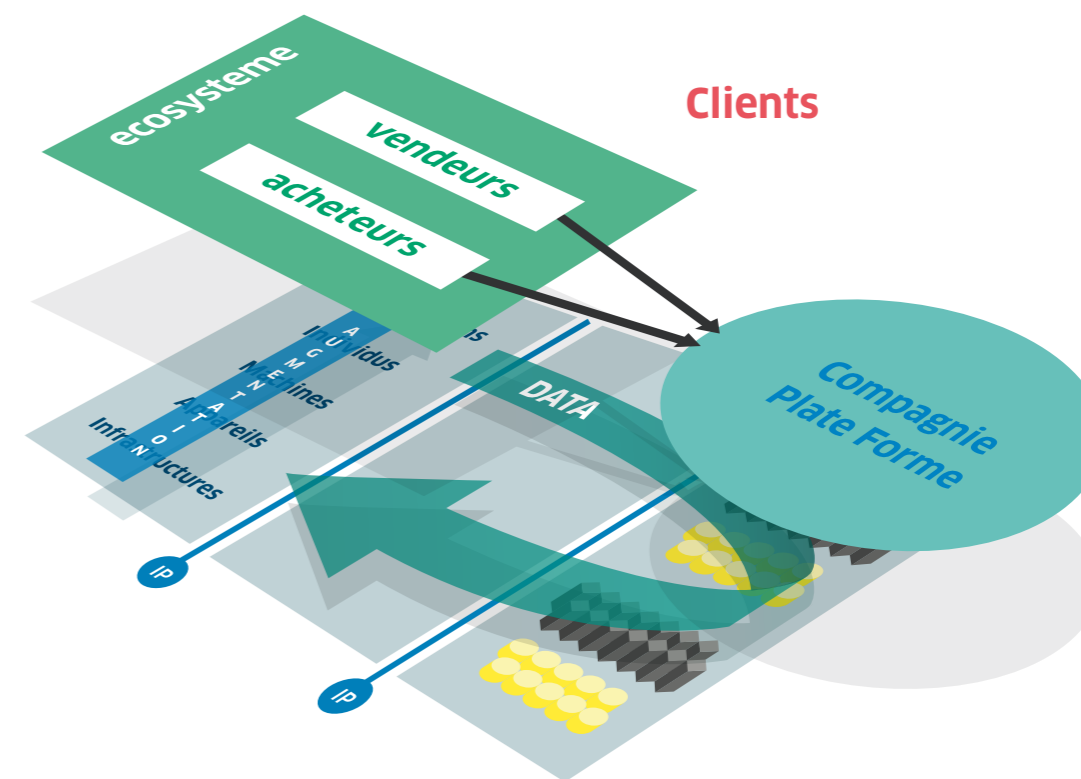 ecosysteme
Clients
vendeurs
acheteurs
Individus
Machines
Appareils
Infrastructures
AUGMENTATION
DATA
Compagnie
Plate Forme
IP
IP